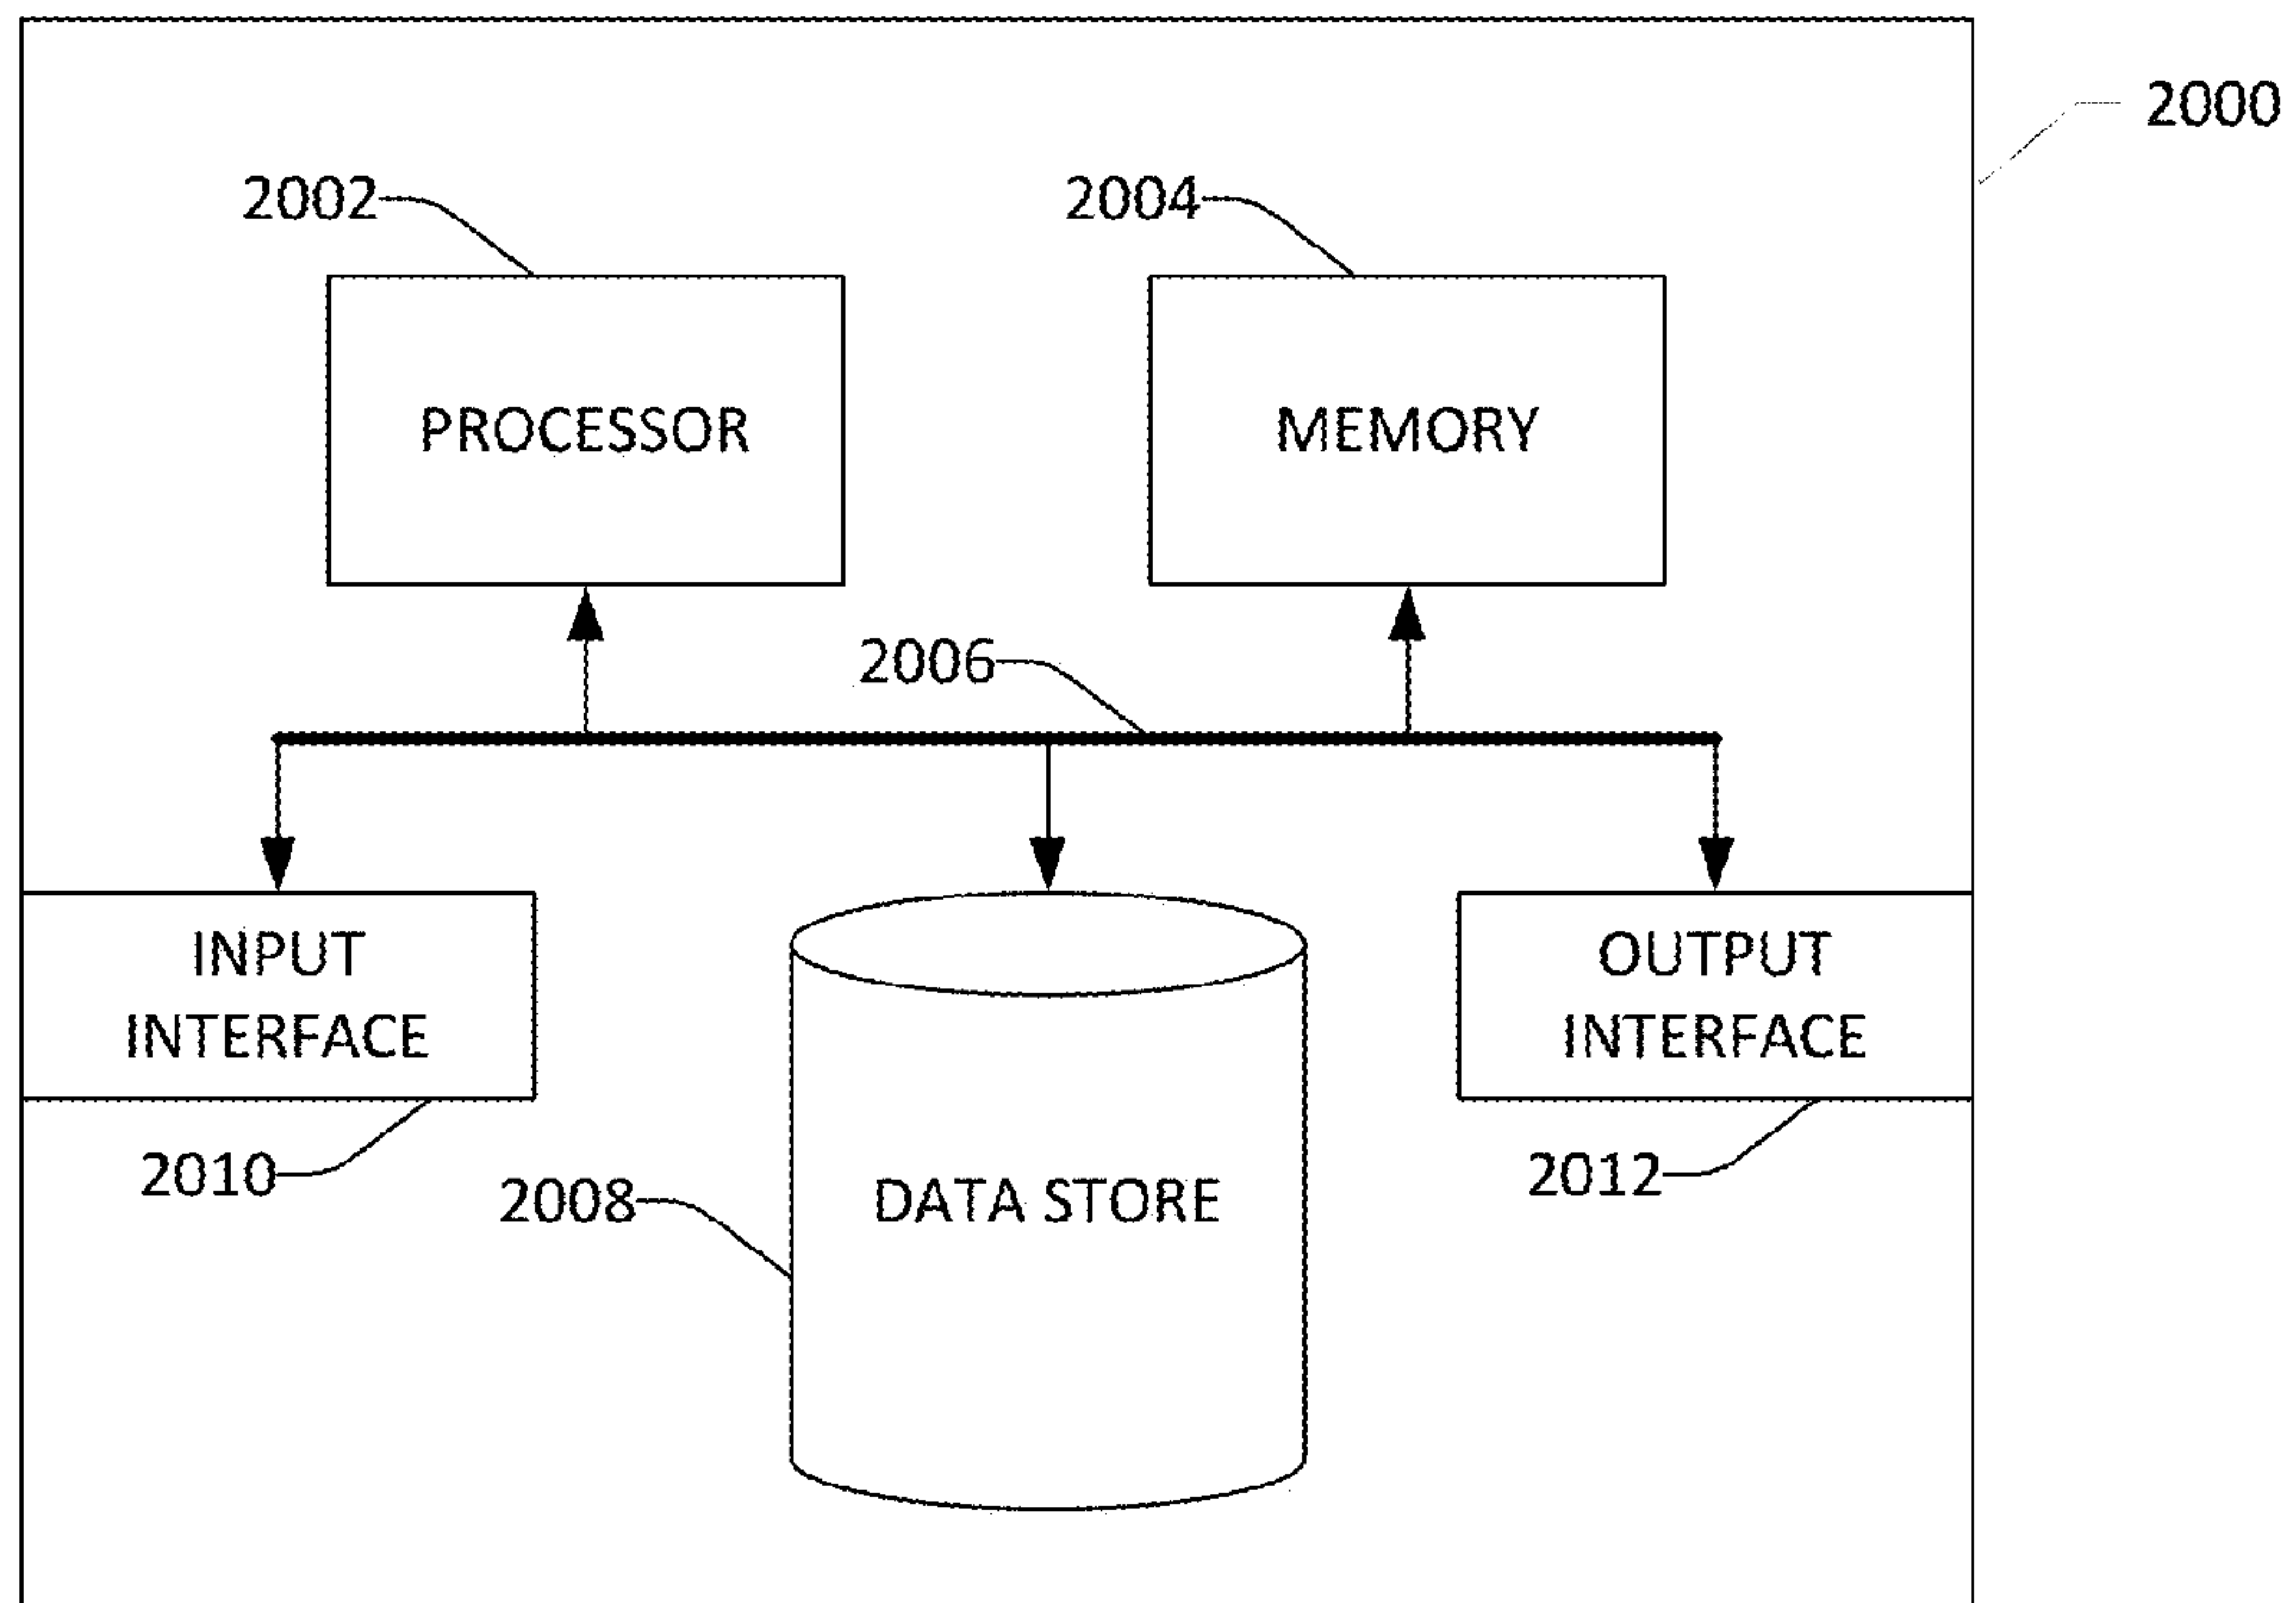 2000
2002
2004
PROCESSOR
MEMORY
2006
INPUT
INTERFACE
OUTPUT
INTERFACE
2010
2008
DATA STORE
2012